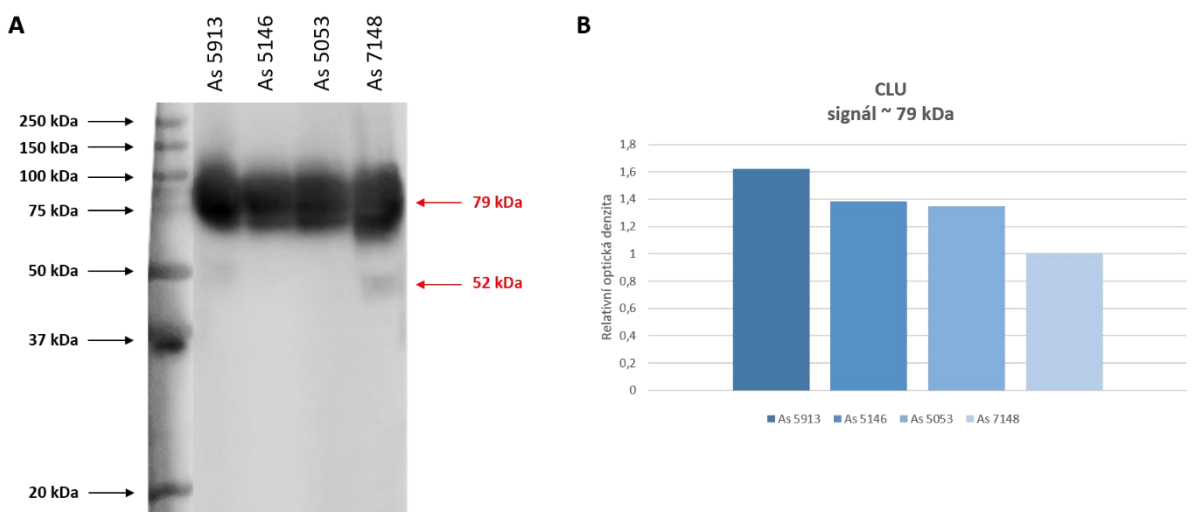 A
As 5913
As 5146
As 5053
As 7148
250 kDa
150 kDa
100 kDa
75 kDa
50 kDa
37 kDa
20 kDa
79 kDa
52 kDa
B
CLU
signál ~ 79 kDa
Relativní optická denzita
1,8
1,6
1,4
1,2
1
0,8
0,6
0,4
0,2
0
As 5913 As 5146 As 5053 As 7148